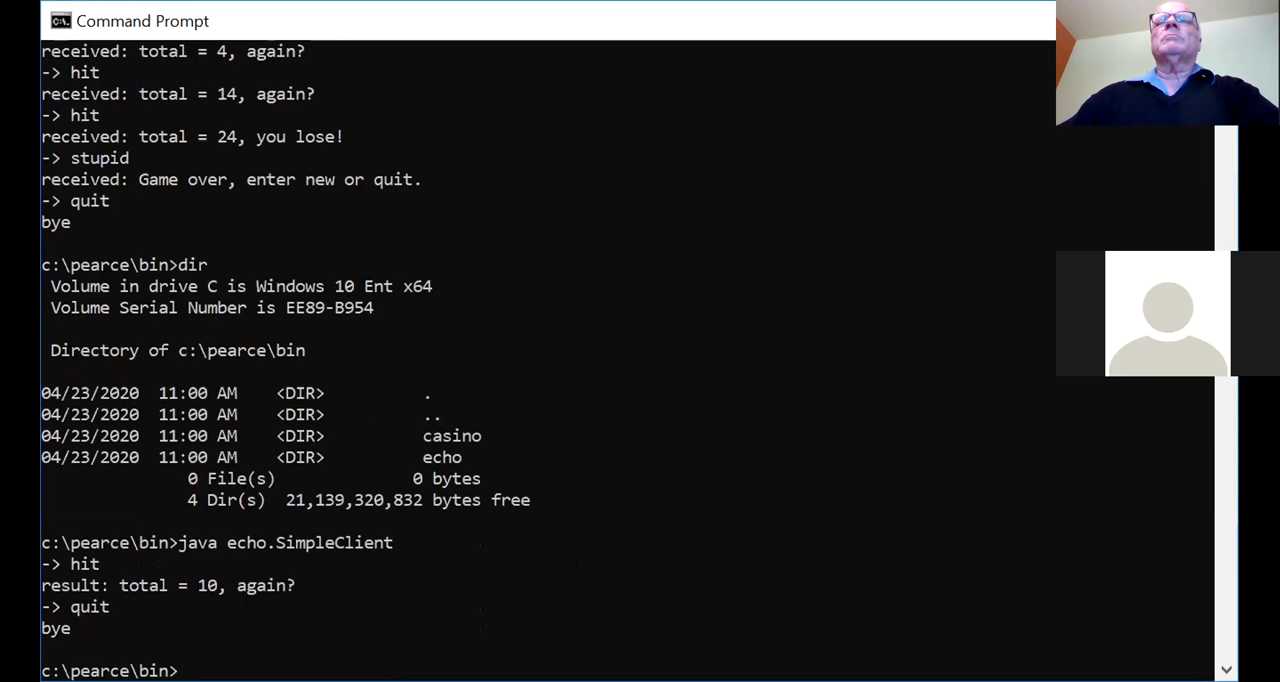 Command Prompt
received: total = 4, again?
-> hit
received: total = 14, again?
-> hit
received: total = 24, you lose!
-> stupid
received: Game over, enter new or quit.
-> quit
bye
c:\pearce\bin>dir
Volume in drive C is Windows 10 Ent x64
Volume Serial Number is EE89-B954
Directory of c:\pearce\bin
04/23/2020 11:00 AM <DIR> .
04/23/2020 11:00 AM <DIR> ..
04/23/2020 11:00 AM <DIR> casino
04/23/2020 11:00 AM <DIR> echo
0 File(s) 0 bytes
4 Dir(s) 21,139,320,832 bytes free
c:\pearce\bin>java echo.SimpleClient
-> hit
result: total = 10, again?
-> quit
bye
c:\pearce\bin>